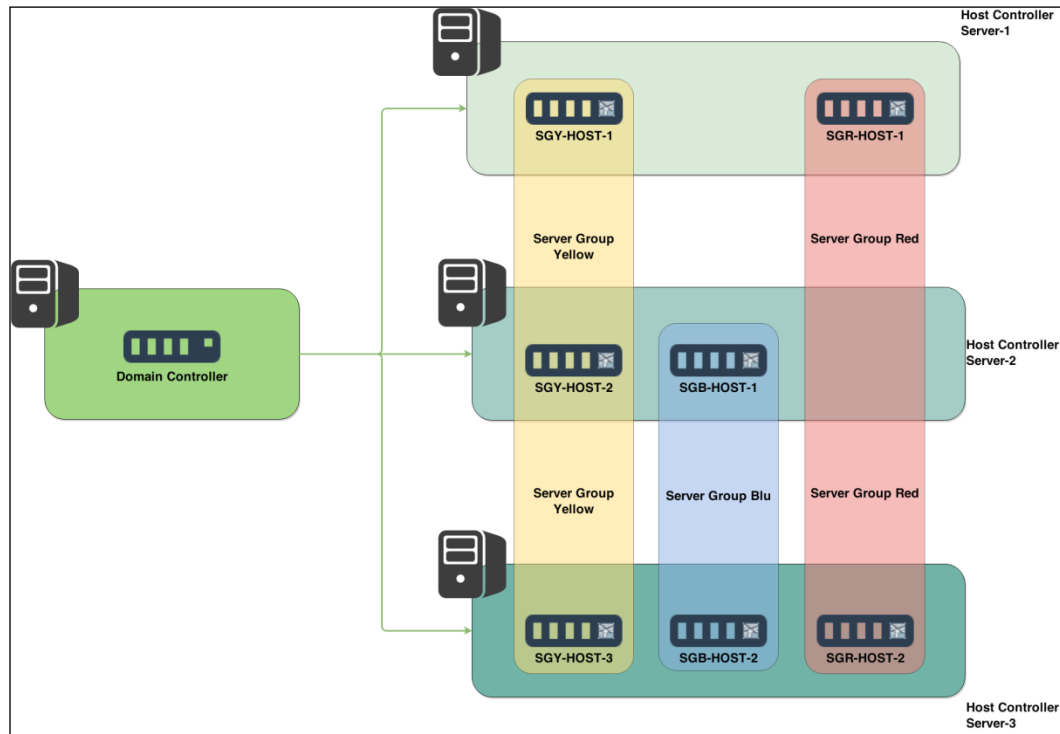 Host Controller
Server-1
SGY-HOST-1
SGR-HOST-1
Server Group
Yellow
Server Group Red
Domain Controller
Host Controller
Server-2
SGY-HOST-2
SGB-HOST-1
Server Group
Yellow
Server Group Blu
Server Group Red
SGY-HOST-3
SGB-HOST-2
SGR-HOST-2
Host Controller
Server-3